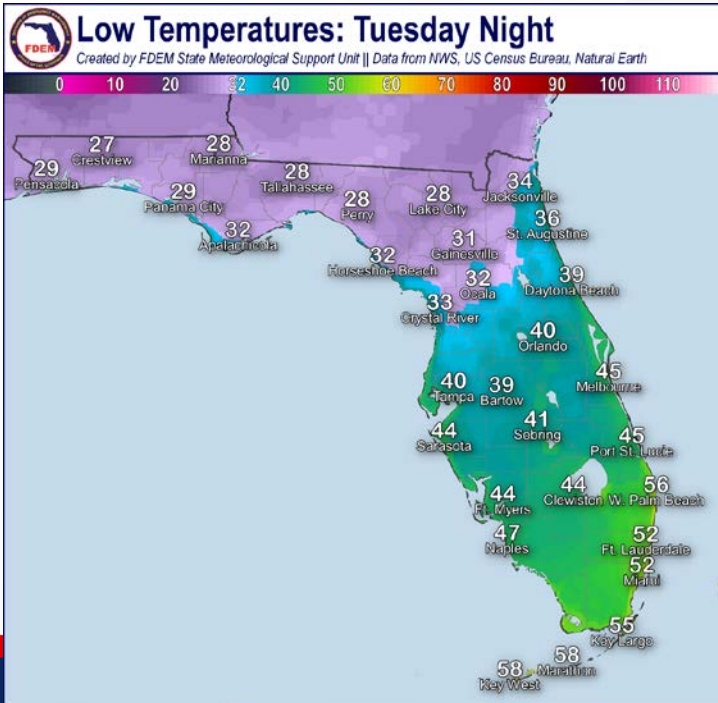 FDEM
Low Temperatures: Tuesday Night
Created by FDEM State Meteorological Support Unit || Data from NWS, US Census Bureau, Natural Earth
0 10 20 30 32 40 50 60 70 80 90 100 110
27
Crestview
28
Marianna
29
Pensacola
28
Tallahassee
29
Panama City
28
Perry
28
Lake City
34
Jacksonville
32
Apalachicola
36
St. Augustine
31
Gainesville
32
Horseshoe Beach
32
Ocala
39
Daytona Beach
33
Crystal River
40
Orlando
45
Melbourne
40
Tampa
39
Bartow
44
Sarasota
41
Sebring
45
Port St. Lucie
44
Ft. Myers
44
Clewiston
56
W. Palm Beach
47
Naples
52
Ft. Lauderdale
52
Miami
55
Key Largo
58
Marathon
58
Key West